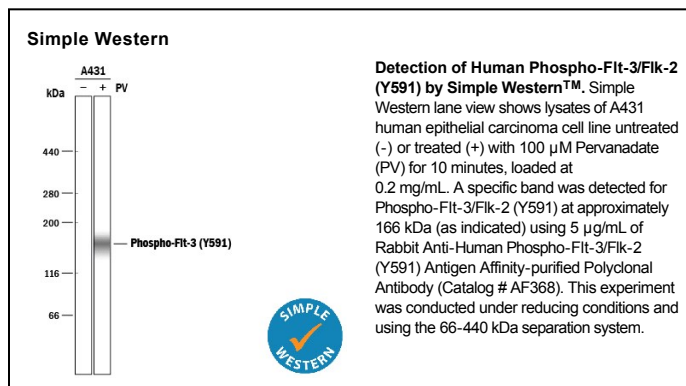 Simple Western
A431
kDa
− + PV
440
280
200
Phospho-Flt-3 (Y591)
116
66
SIMPLE
WESTERN
Detection of Human Phospho-Flt-3/Flk-2
(Y591) by Simple Western™. Simple
Western lane view shows lysates of A431
human epithelial carcinoma cell line untreated
(-) or treated (+) with 100 µM Pervanadate
(PV) for 10 minutes, loaded at
0.2 mg/mL. A specific band was detected for
Phospho-Flt-3/Flk-2 (Y591) at approximately
166 kDa (as indicated) using 5 µg/mL of
Rabbit Anti-Human Phospho-Flt-3/Flk-2
(Y591) Antigen Affinity-purified Polyclonal
Antibody (Catalog # AF368). This experiment
was conducted under reducing conditions and
using the 66-440 kDa separation system.